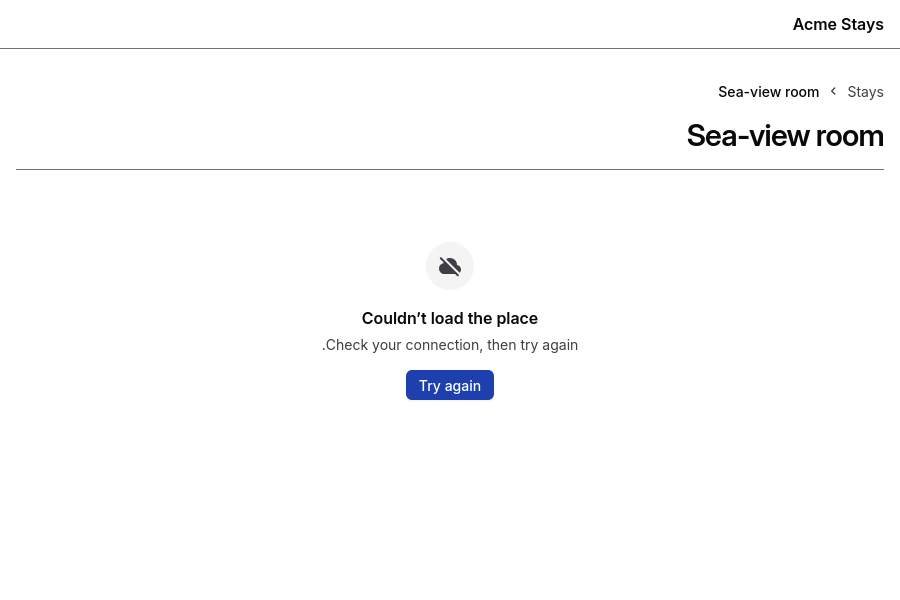 Acme Stays
Stays
Sea-view room
Sea-view room
Couldn’t load the place
.Check your connection, then try again
Try again